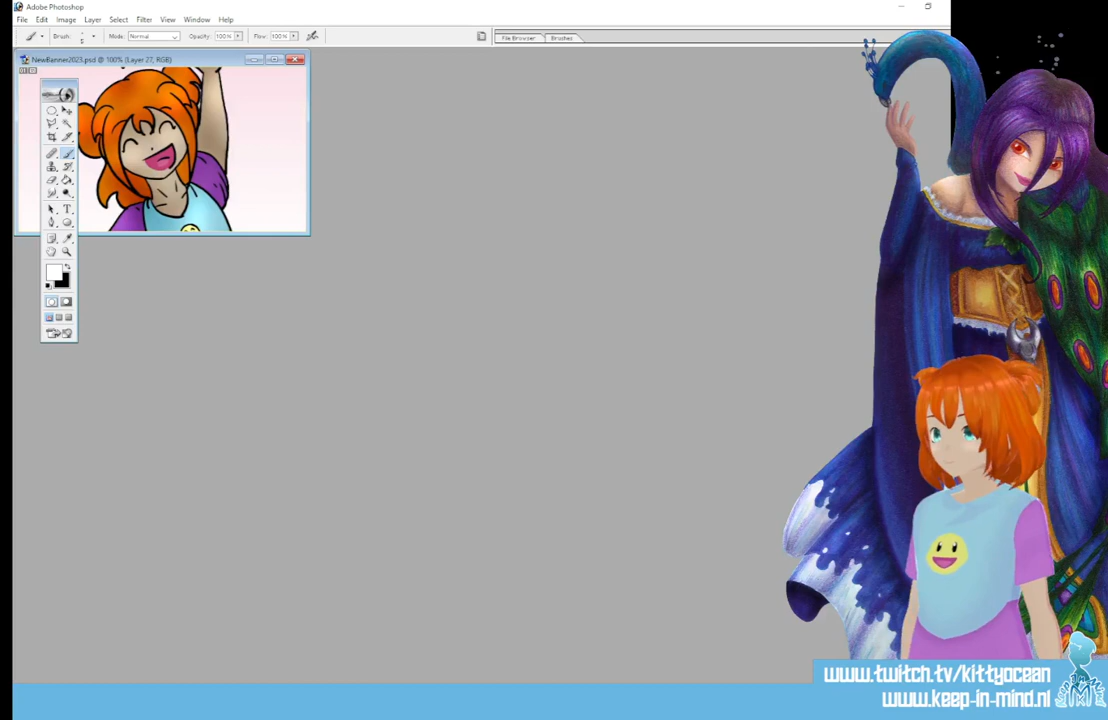 Adobe Photoshop
File Edit Image Layer Select Filter View Window Help
Brush: Mode: Normal Opacity: 100% Flow: 100%
File Browser Brushes
NewBanner2023.psd @ 100% (Layer 27, RGB)
T
www.twitch.tv/kittyocean
www.keep-in-mind.nl